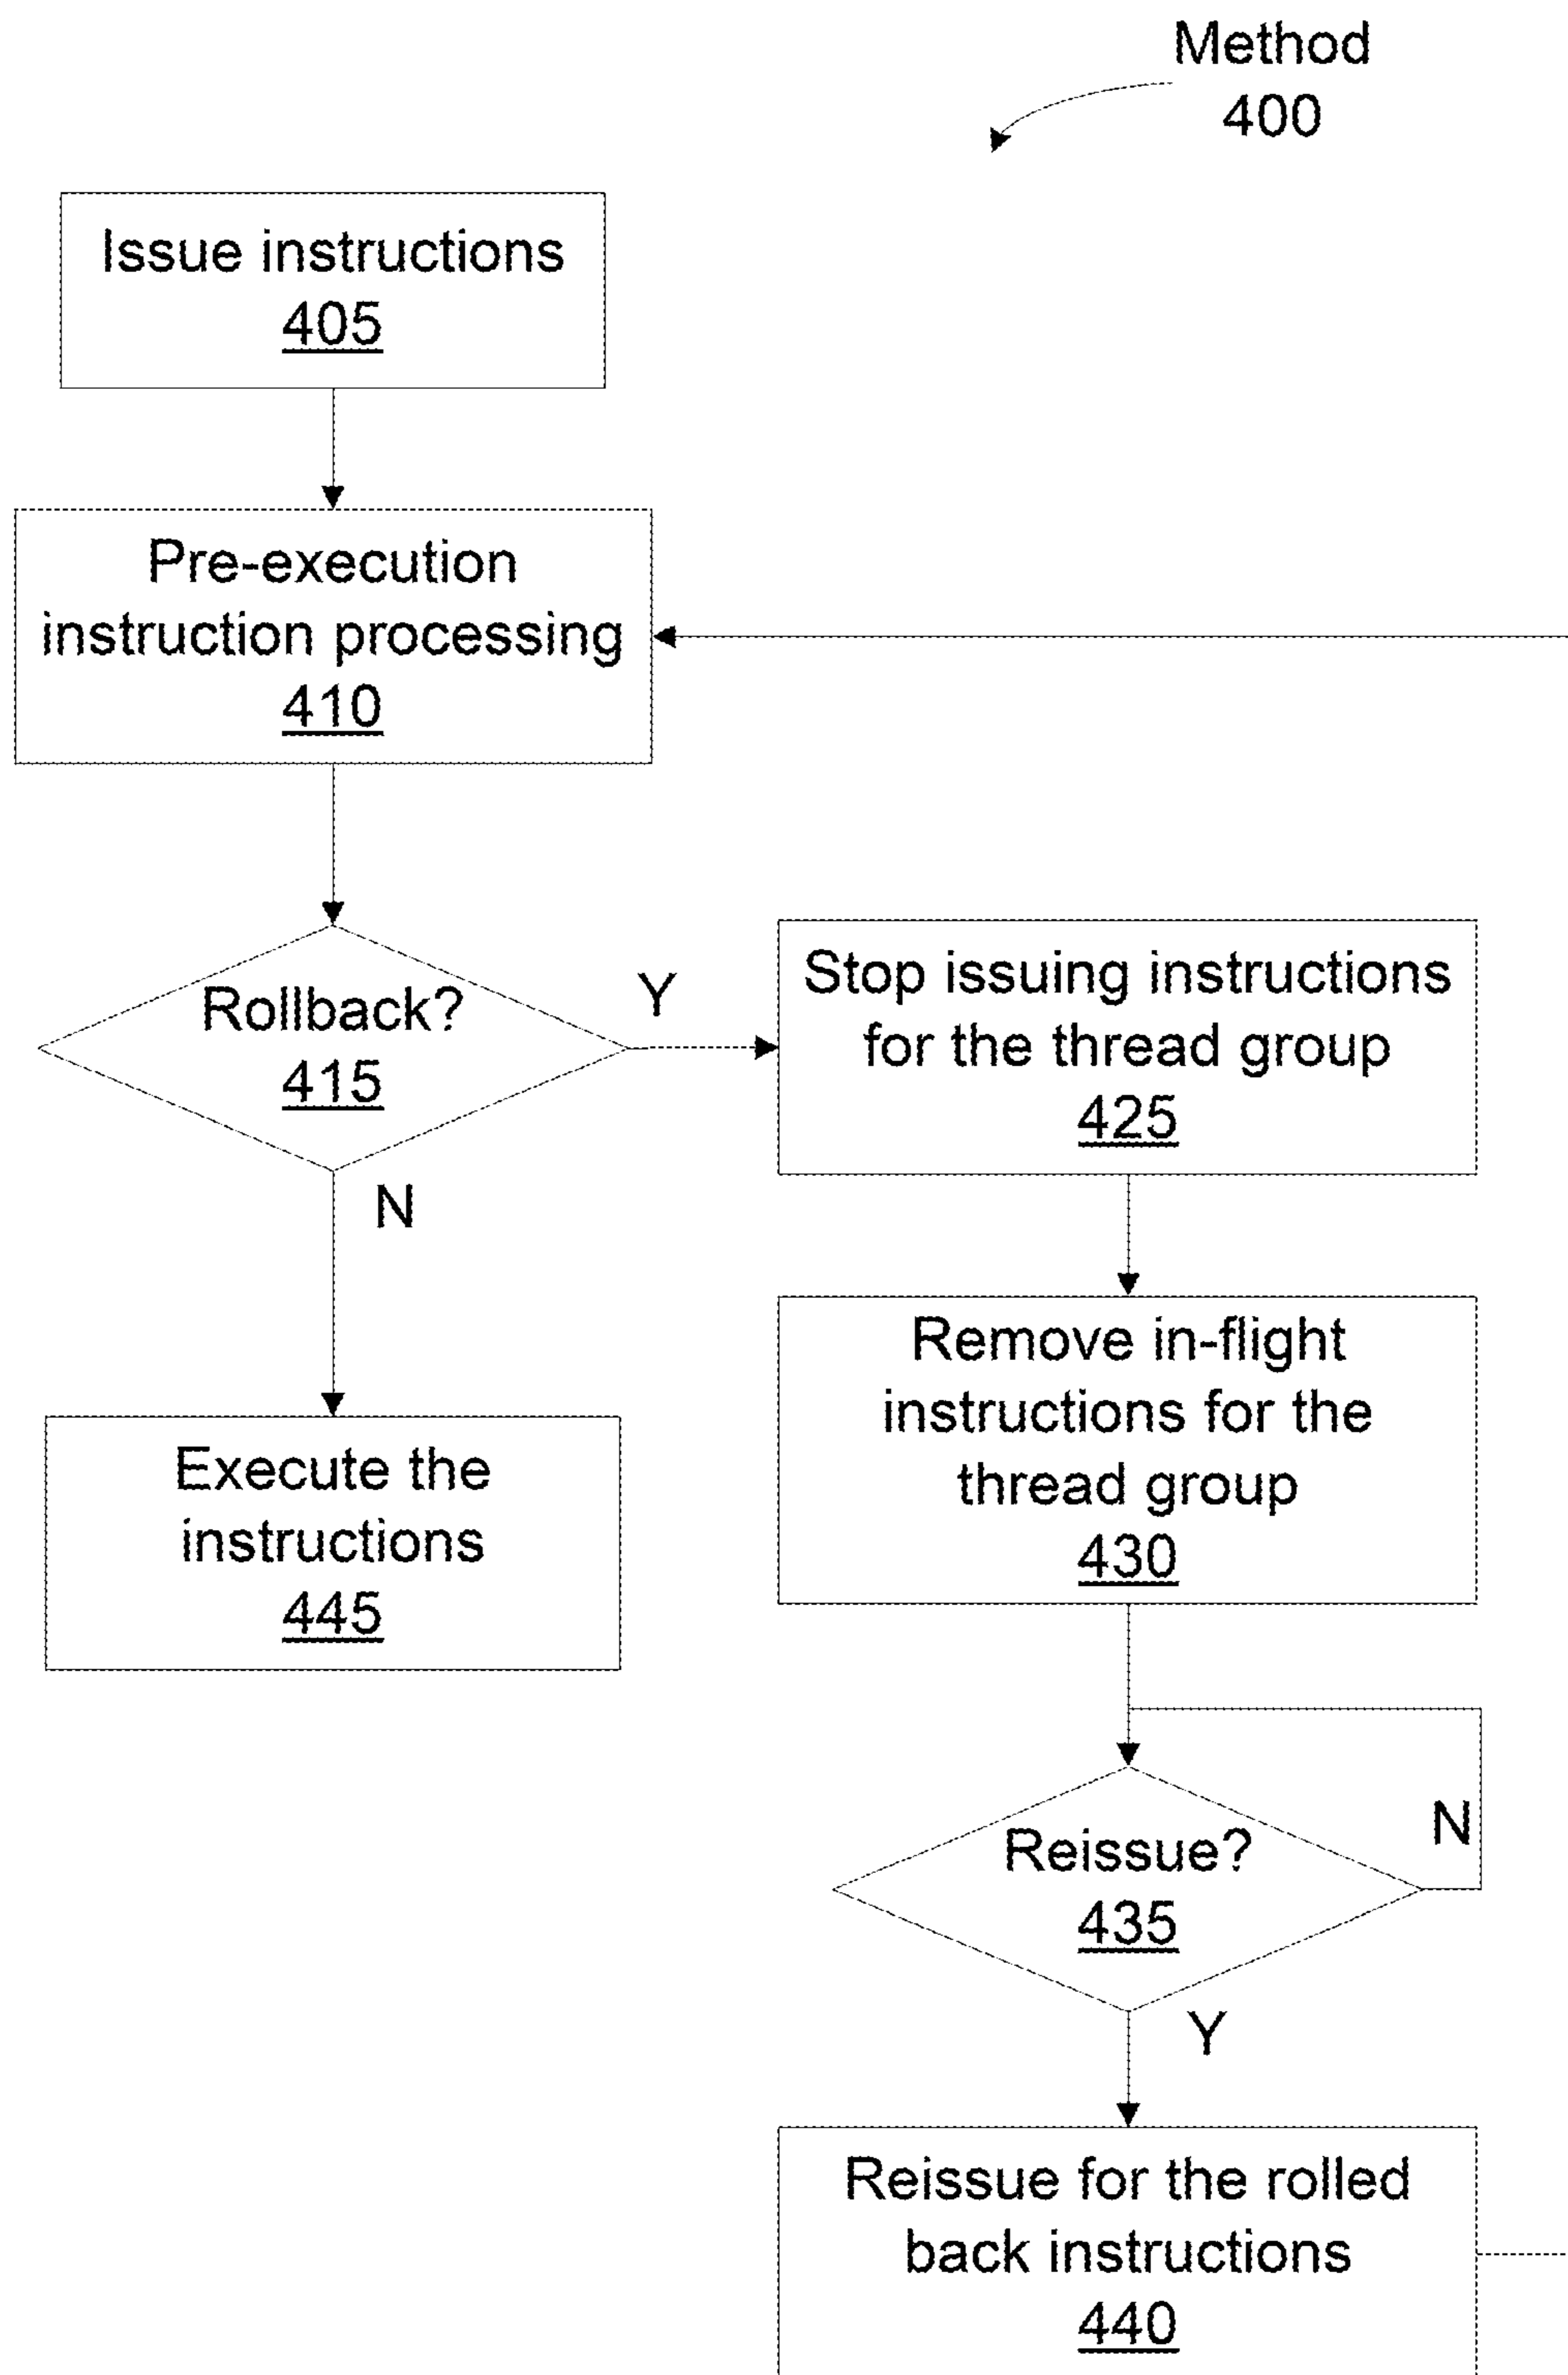 Method
400
Issue instructions
405
Pre-execution
instruction processing
410
Rollback?
415
Y
N
Stop issuing instructions
for the thread group
425
Remove in-flight
instructions for the
thread group
430
Execute the
instructions
445
Reissue?
435
N
Y
Reissue for the rolled
back instructions
440